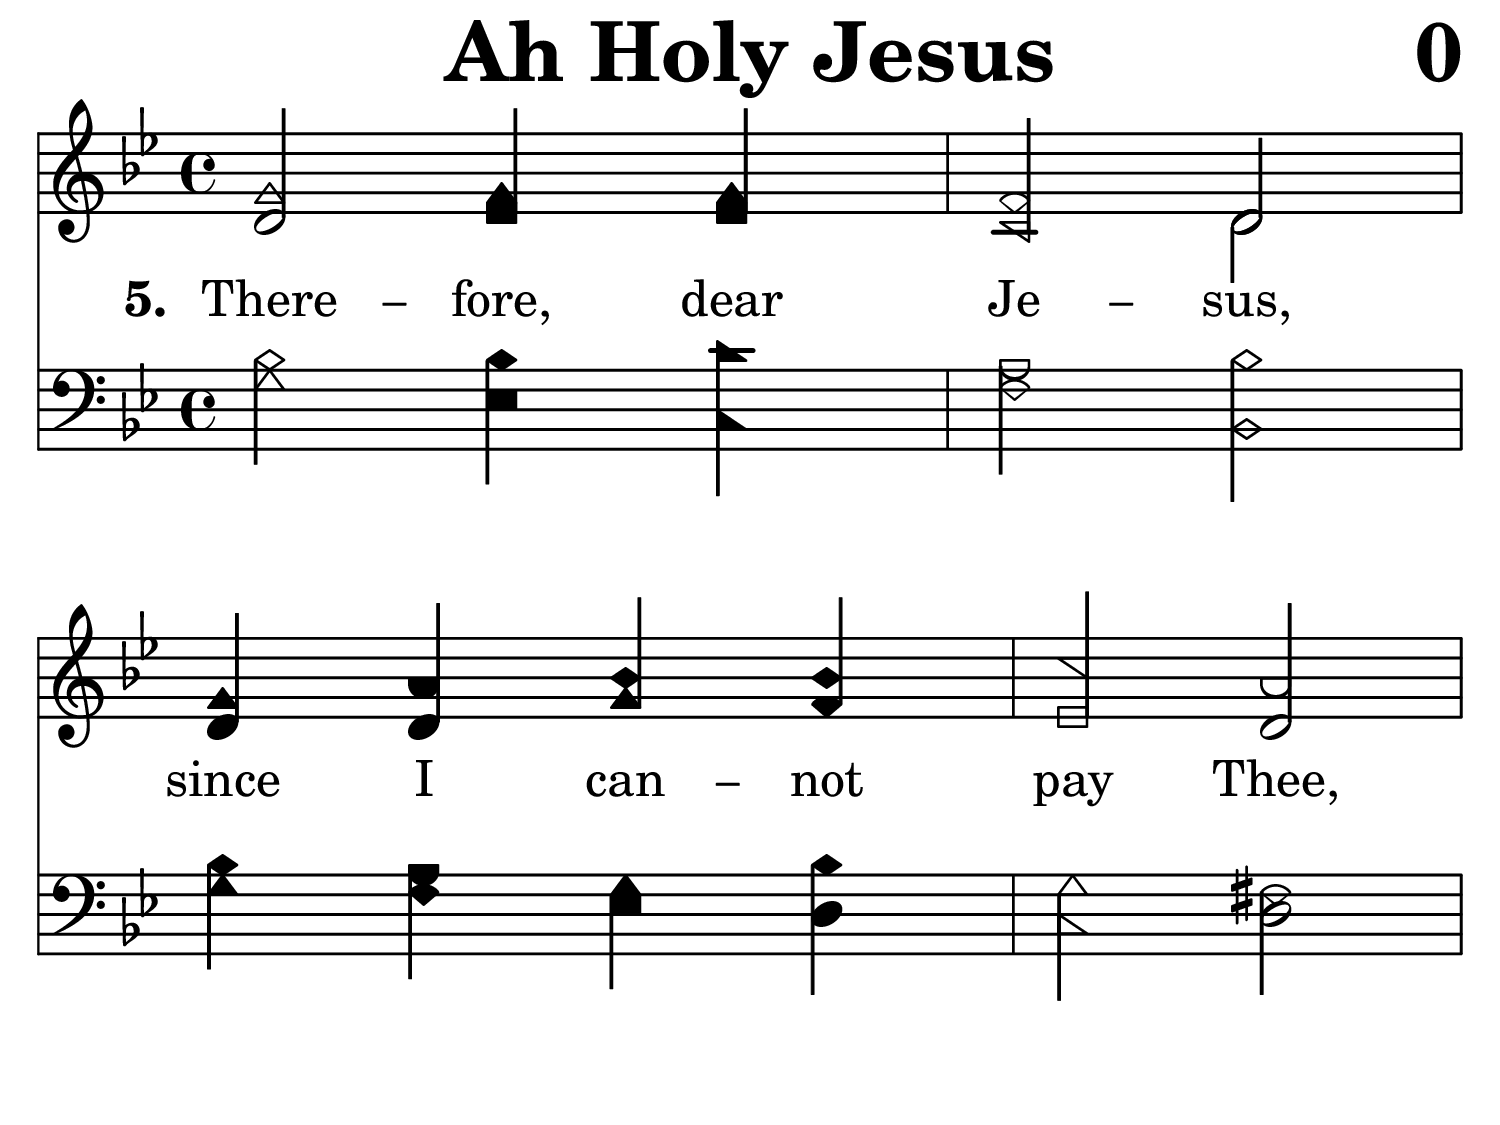 Ah Holy Jesus 0
5. There – fore, dear Je – sus,
since I can – not pay Thee,